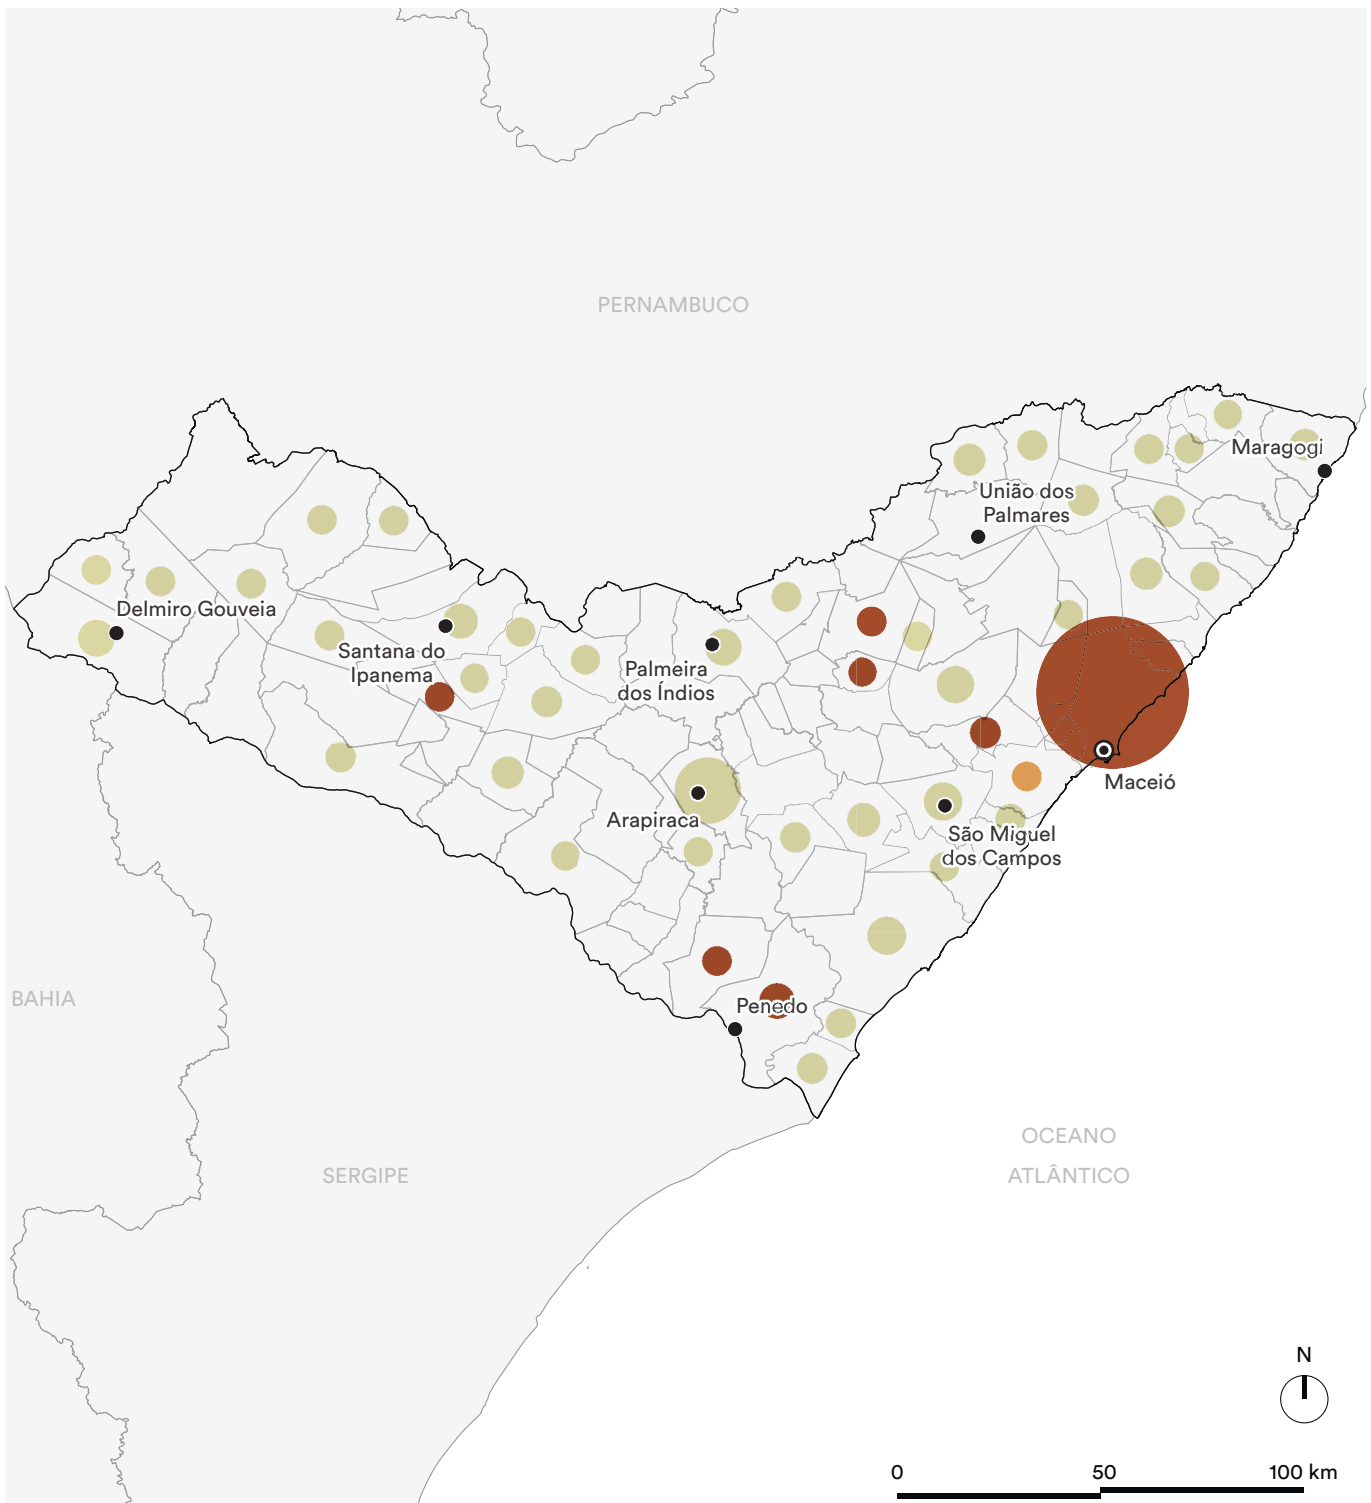 PERNAMBUCO
Maragogi
União dos
Palmares
Delmiro Gouveia
Santana do
Ipanema
Palmeira
dos Índios
Maceió
Arapiraca
São Miguel
dos Campos
BAHIA
Penedo
OCEANO
ATLÂNTICO
SERGIPE
N
0 50 100 km